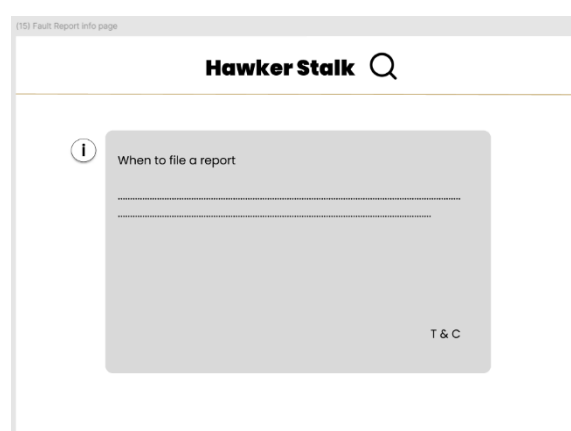 (15) Fault Report info page
Hawker Stalk
i
When to file a report
T & C